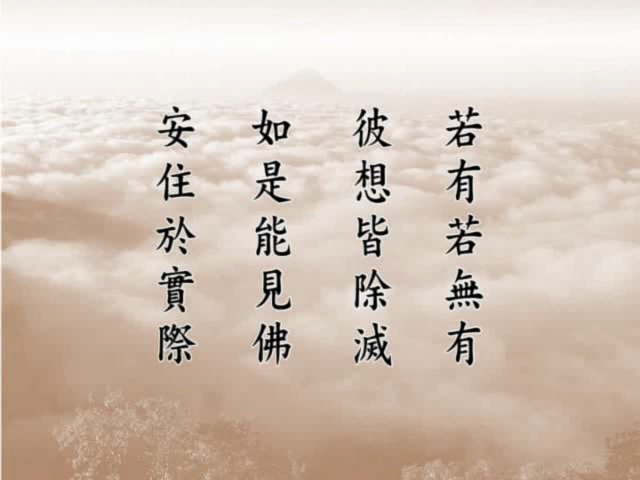 若有若無有
彼想皆除滅
如是能見佛
安住於實際